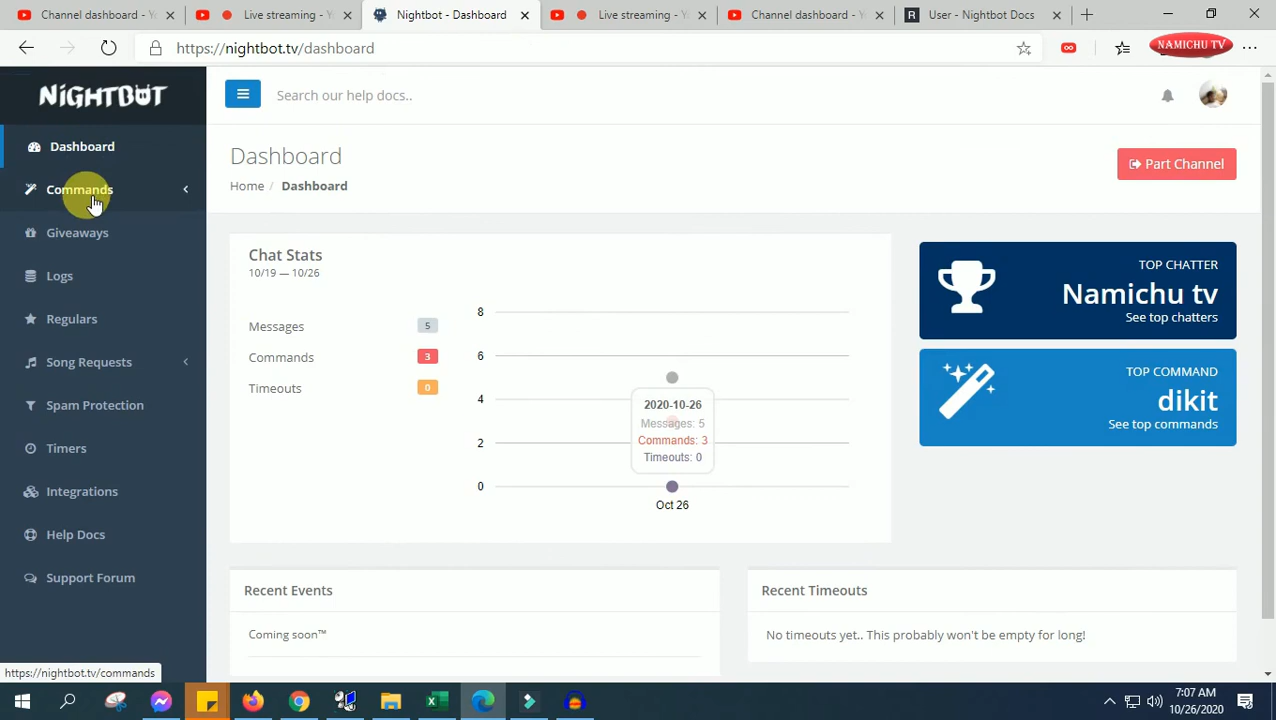 Channel dashboard - Yo
Live streaming - Y
Nightbot - Dashboard
Live streaming - Yo
Channel dashboard - Yo
User - Nightbot Docs
https://nightbot.tv/dashboard
NAMICHU TV
NIGHTBOT
Search our help docs..
Dashboard
Commands
Giveaways
Logs
Regulars
Song Requests
Spam Protection
Timers
Integrations
Help Docs
Support Forum
https://nightbot.tv/commands
Dashboard
Home / Dashboard
Part Channel
Chat Stats
10/19 — 10/26
Messages 5
Commands 3
Timeouts 0
8
6
4
2
0
2020-10-26
Messages: 5
Commands: 3
Timeouts: 0
Oct 26
TOP CHATTER
Namichu tv
See top chatters
TOP COMMAND
dikit
See top commands
Recent Events
Coming soon™
Recent Timeouts
No timeouts yet.. This probably won't be empty for long!
7:07 AM
10/26/2020